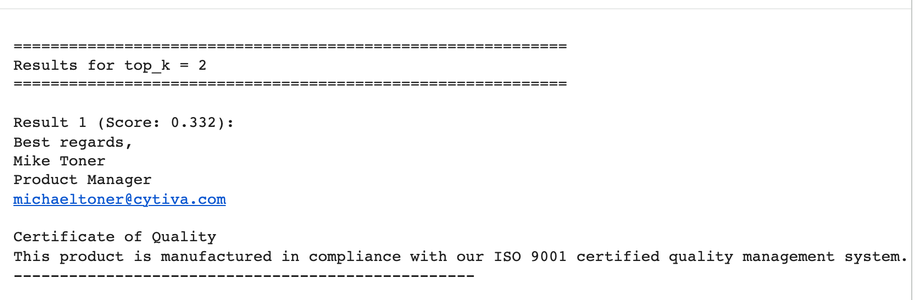 ============================================================
Results for top_k = 2
============================================================
Result 1 (Score: 0.332):
Best regards,
Mike Toner
Product Manager
michaeltoner@cytiva.com
Certificate of Quality
This product is manufactured in compliance with our ISO 9001 certified quality management system.
--------------------------------------------------